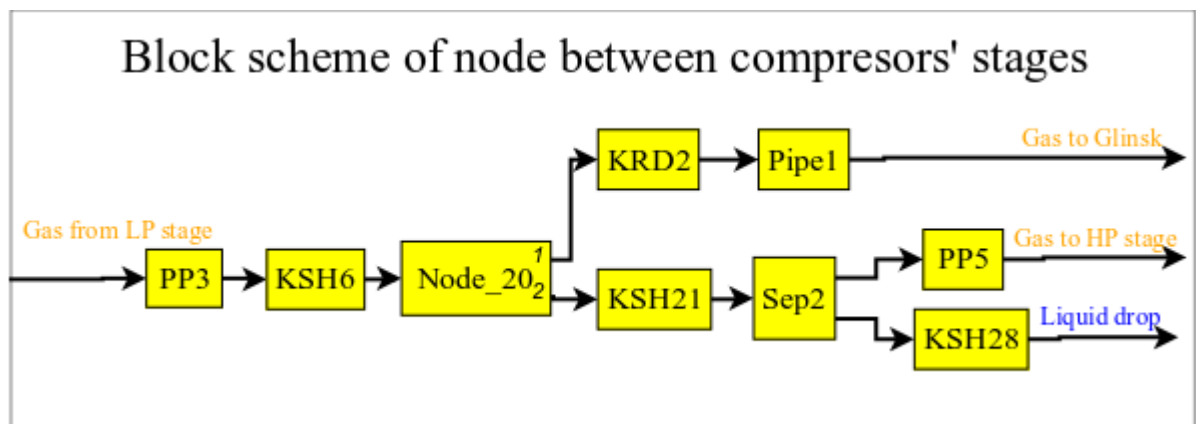 Block scheme of node between compresors' stages
Gas to Glinsk
KRD2
Pipe1
Gas from LP stage
Gas to HP stage
PP3
KSH6
Node_20
1
2
KSH21
Sep2
PP5
Liquid drop
KSH28